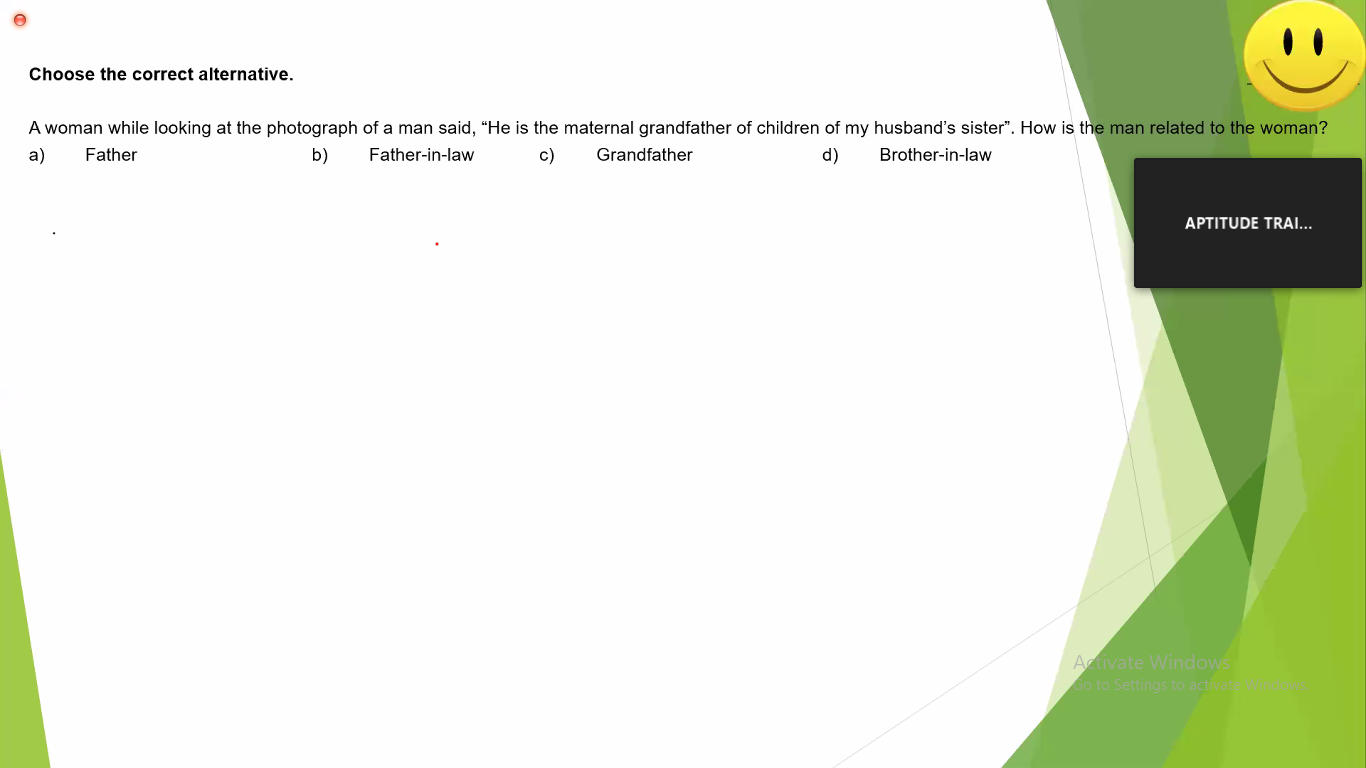 Choose the correct alternative.
A woman while looking at the photograph of a man said, “He is the maternal grandfather of children of my husband’s sister”. How is the man related to the woman?
a) Father b) Father-in-law c) Grandfather d) Brother-in-law
APTITUDE TRAI...
Activate Windows
Go to Settings to activate Windows.